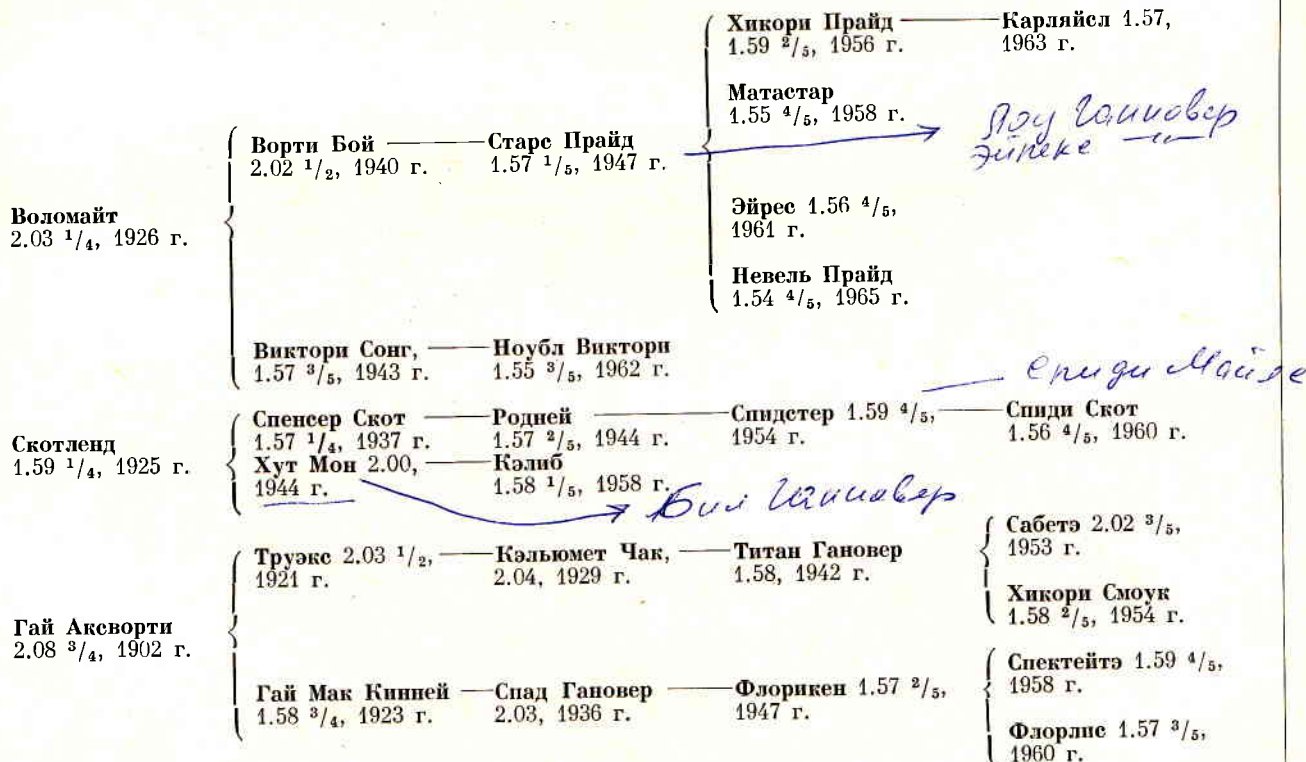 Хикори Прайд — Карляйсл 1.57,
1.59 2/5, 1956 г. 1963 г.
Матастар
1.55 4/5, 1958 г.
Лоу Ганновер
Эйпекс
Ворти Бой — Старс Прайд
2.02 1/2, 1940 г. 1.57 1/5, 1947 г.
Воломайт
2.03 1/4, 1926 г.
Эйрес 1.56 4/5,
1961 г.
Невель Прайд
1.54 4/5, 1965 г.
Виктори Сонг, — Ноубл Виктори
1.57 3/5, 1943 г. 1.55 3/5, 1962 г.
Спиди
Скотленд
1.59 1/4, 1925 г.
Спенсер Скот — Родней — Спидстер 1.59 4/5, — Спиди Скот
1.57 1/4, 1937 г. 1.57 2/5, 1944 г. 1954 г. 1.56 4/5, 1960 г.
Хут Мон 2.00, — Кэлиб
1944 г. 1.58 1/5, 1958 г.
Бил Ганновер
Труэкс 2.03 1/2, — Кэльюмет Чак, — Титан Гановер
1921 г. 2.04, 1929 г. 1.58, 1942 г.
Сабетэ 2.02 3/5,
1953 г.
Хикори Смоук
1.58 2/5, 1954 г.
Гай Аксворти
2.08 3/4, 1902 г.
Гай Мак Кинней — Спад Гановер — Флорикен 1.57 2/5,
1.58 3/4, 1923 г. 2.03, 1936 г. 1947 г.
Спектейтэ 1.59 4/5,
1958 г.
Флорлис 1.57 3/5,
1960 г.